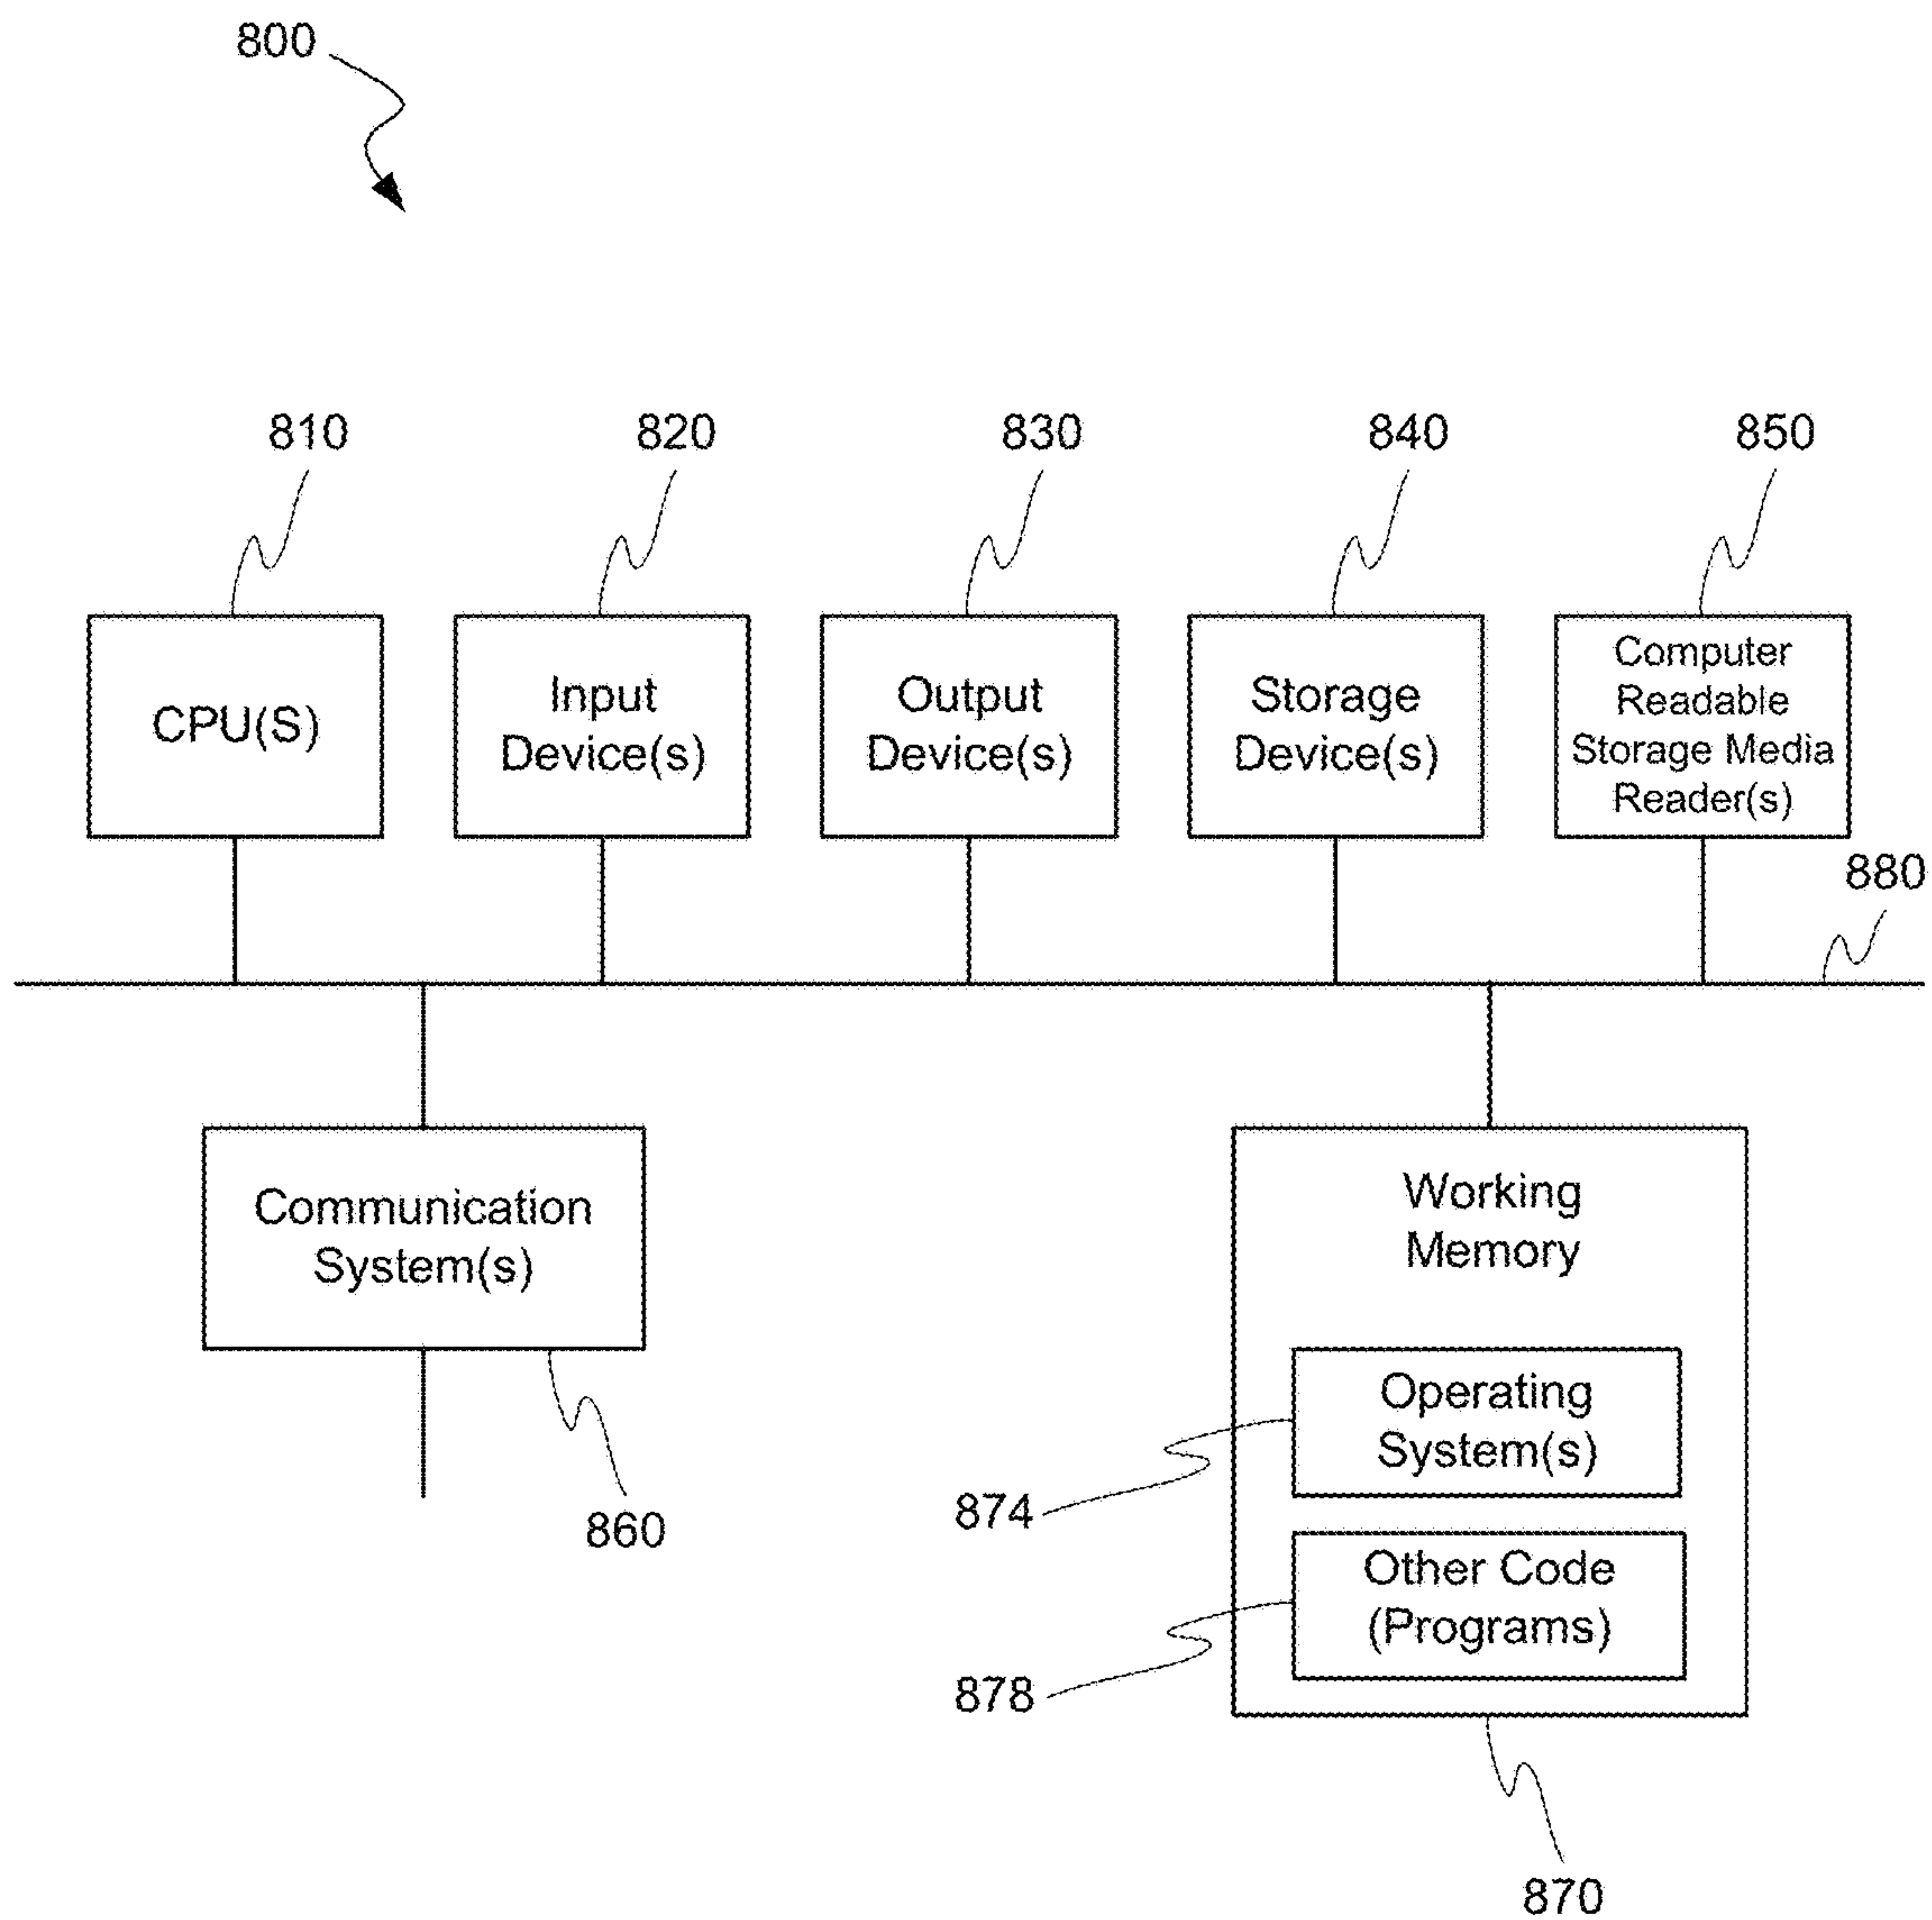 800
810
820
830
840
850
CPU(S)
Input
Device(s)
Output
Device(s)
Storage
Device(s)
Computer
Readable
Storage Media
Reader(s)
880
Communication
System(s)
860
Working
Memory
Operating
System(s)
874
Other Code
(Programs)
878
870